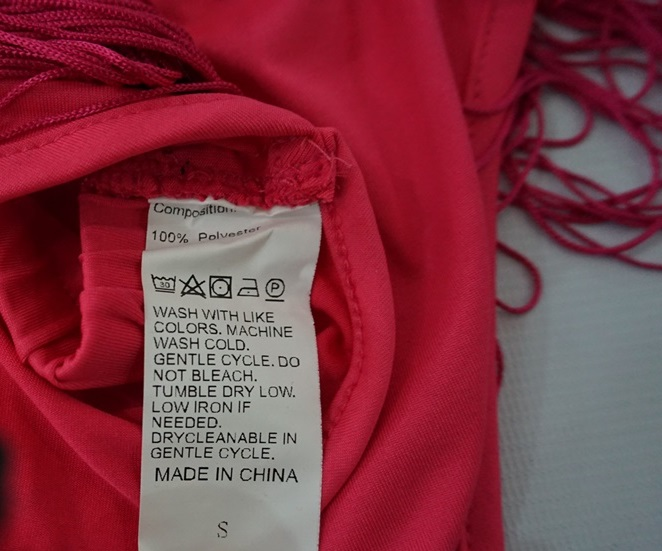 Composition:
100% Polyester
30 P
WASH WITH LIKE
COLORS. MACHINE
WASH COLD.
GENTLE CYCLE. DO
NOT BLEACH.
TUMBLE DRY LOW.
LOW IRON IF
NEEDED.
DRYCLEANABLE IN
GENTLE CYCLE.
MADE IN CHINA
S